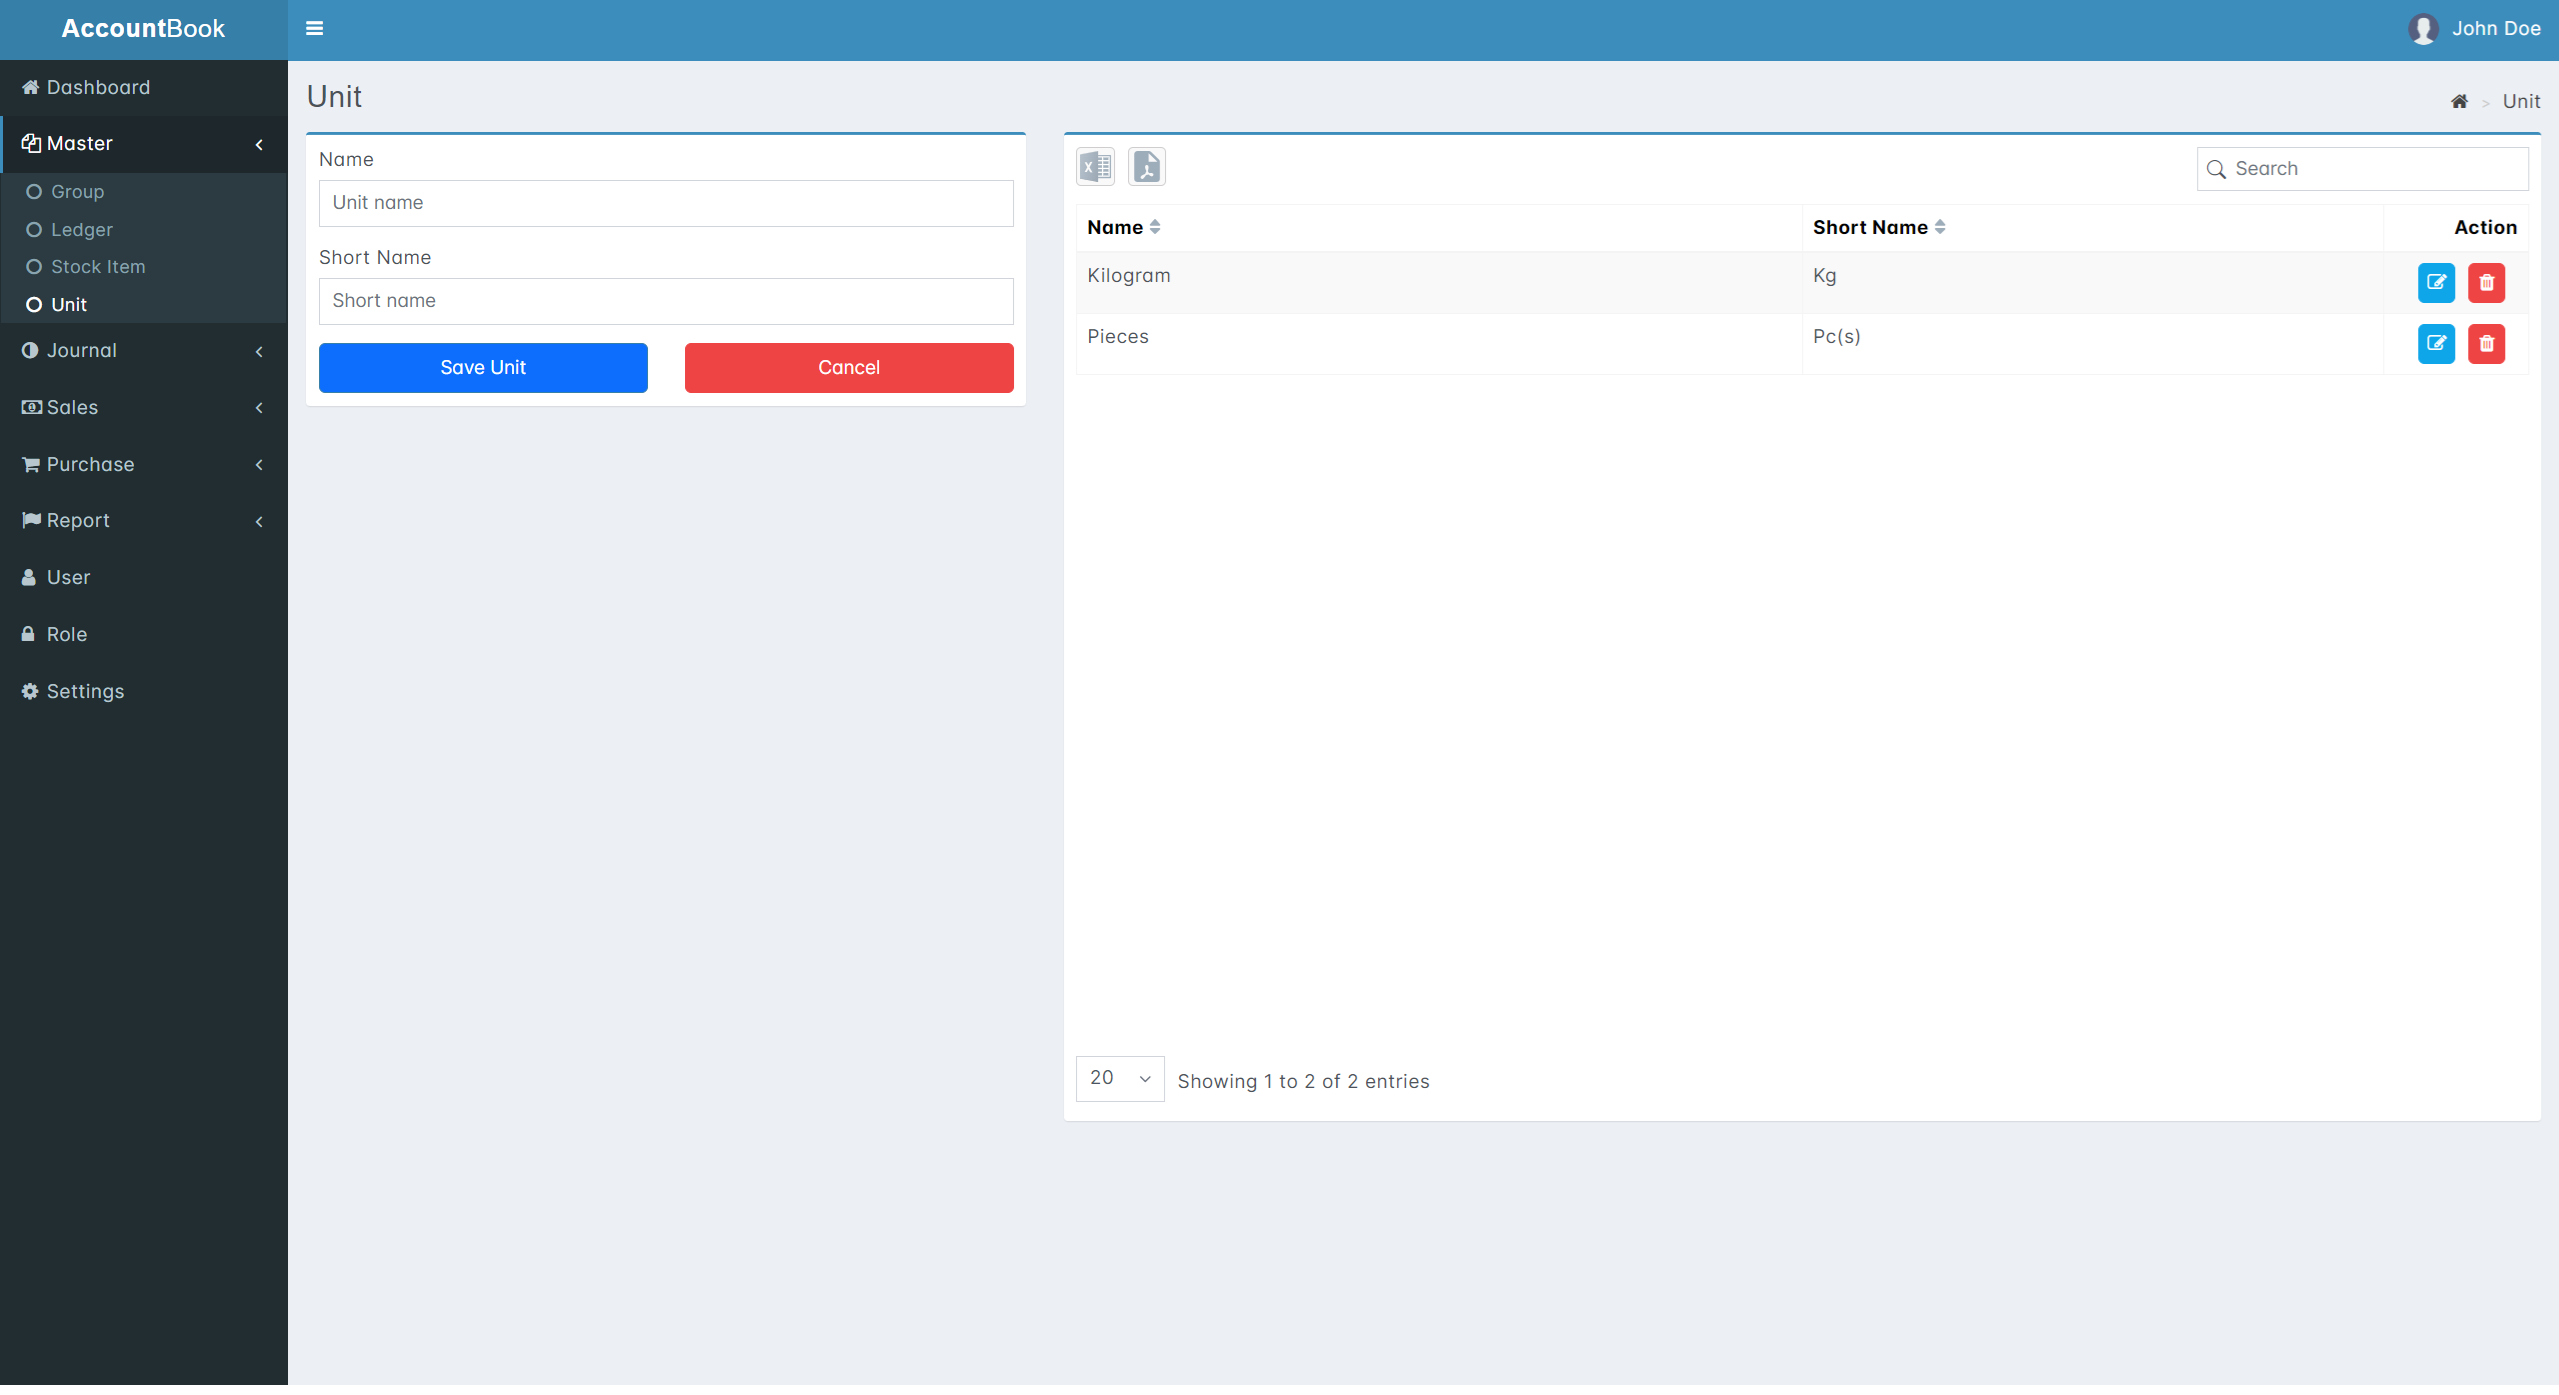 AccountBook
John Doe
Dashboard
Master
Group
Ledger
Stock Item
Unit
Journal
Sales
Purchase
Report
User
Role
Settings
Unit
> Unit
Name
Unit name
Short Name
Short name
Save Unit Cancel
Search
Name Short Name Action
Kilogram Kg
Pieces Pc(s)
20 Showing 1 to 2 of 2 entries